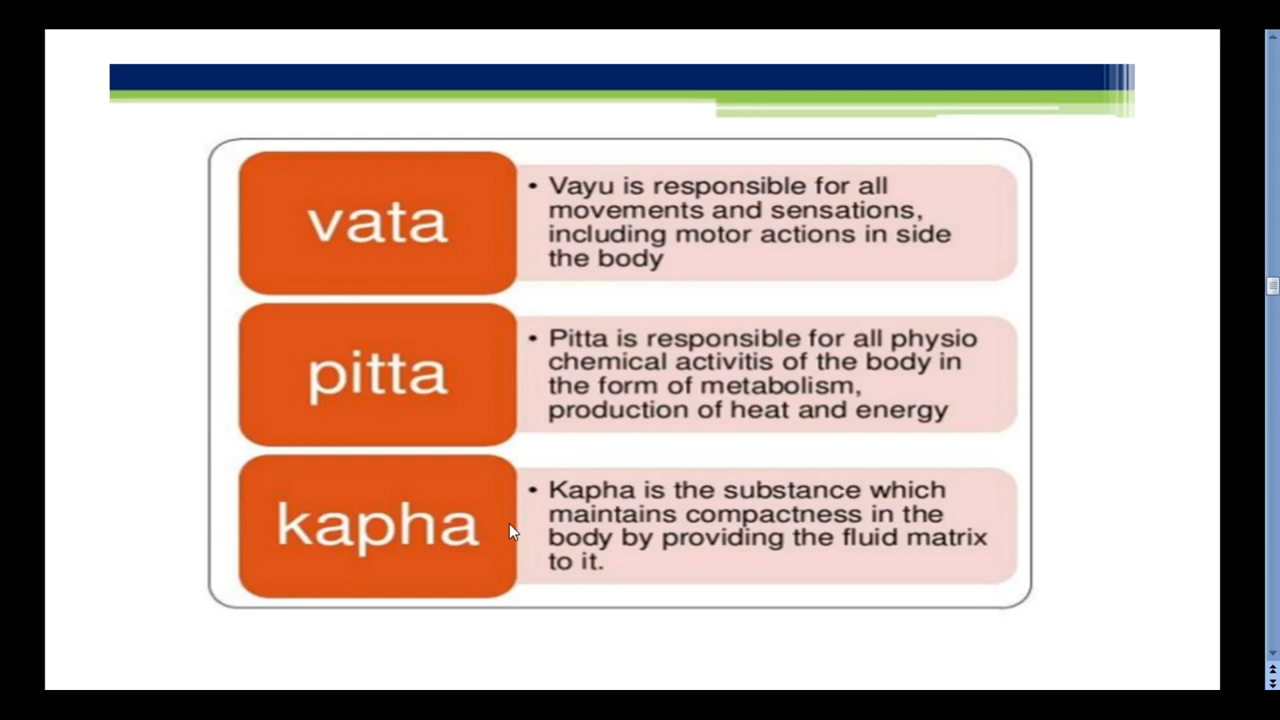 vata
• Vayu is responsible for all
movements and sensations,
including motor actions in side
the body
pitta
• Pitta is responsible for all physio
chemical activitis of the body in
the form of metabolism,
production of heat and energy
kapha
• Kapha is the substance which
maintains compactness in the
body by providing the fluid matrix
to it.